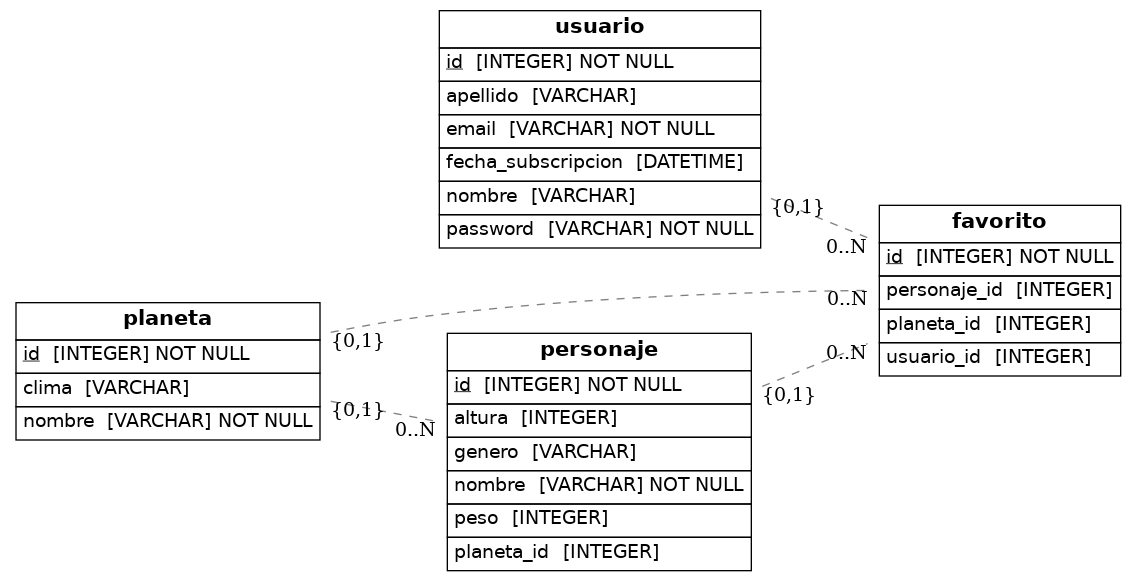 usuario
id [INTEGER] NOT NULL
apellido [VARCHAR]
email [VARCHAR] NOT NULL
fecha_subscripcion [DATETIME]
nombre [VARCHAR]
password [VARCHAR] NOT NULL
{0,1}
0..N
favorito
id [INTEGER] NOT NULL
personaje_id [INTEGER]
planeta_id [INTEGER]
usuario_id [INTEGER]
0..N
0..N
planeta
id [INTEGER] NOT NULL
clima [VARCHAR]
nombre [VARCHAR] NOT NULL
{0,1}
{0,1}
0..N
personaje
id [INTEGER] NOT NULL
altura [INTEGER]
genero [VARCHAR]
nombre [VARCHAR] NOT NULL
peso [INTEGER]
planeta_id [INTEGER]
{0,1}